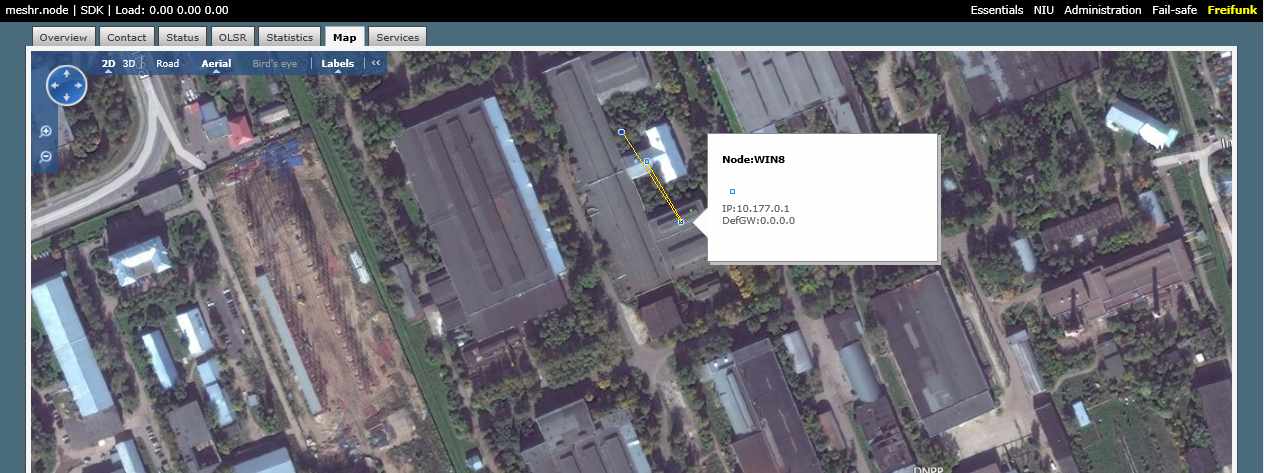 meshr.node | SDK | Load: 0.00 0.00 0.00
Essentials NIU Administration Fail-safe Freifunk
Overview Contact Status OLSR Statistics Map Services
2D 3D Road Aerial Bird's eye Labels «
Node:WIN8
IP:10.177.0.1
DefGW:0.0.0.0